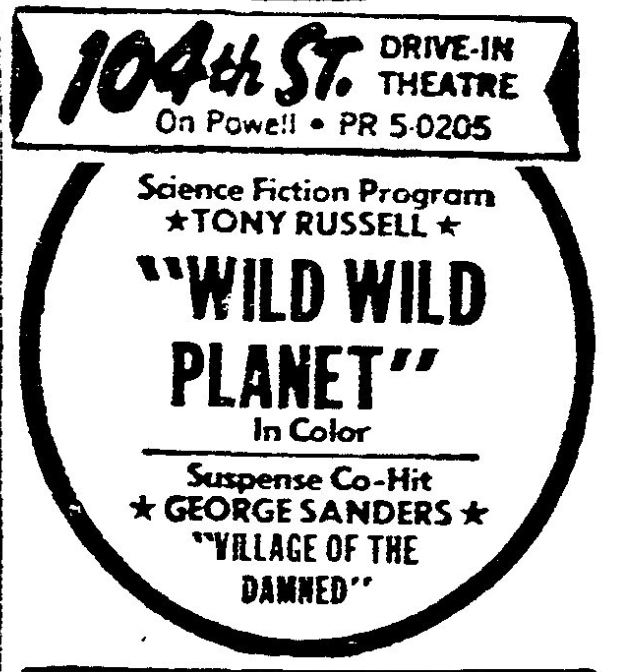 104th ST. DRIVE-IN
THEATRE
On Powell • PR 5-0205
Science Fiction Program
★TONY RUSSELL★
"WILD WILD
PLANET"
In Color
Suspense Co-Hit
★ GEORGE SANDERS ★
"VILLAGE OF THE
DAMNED"